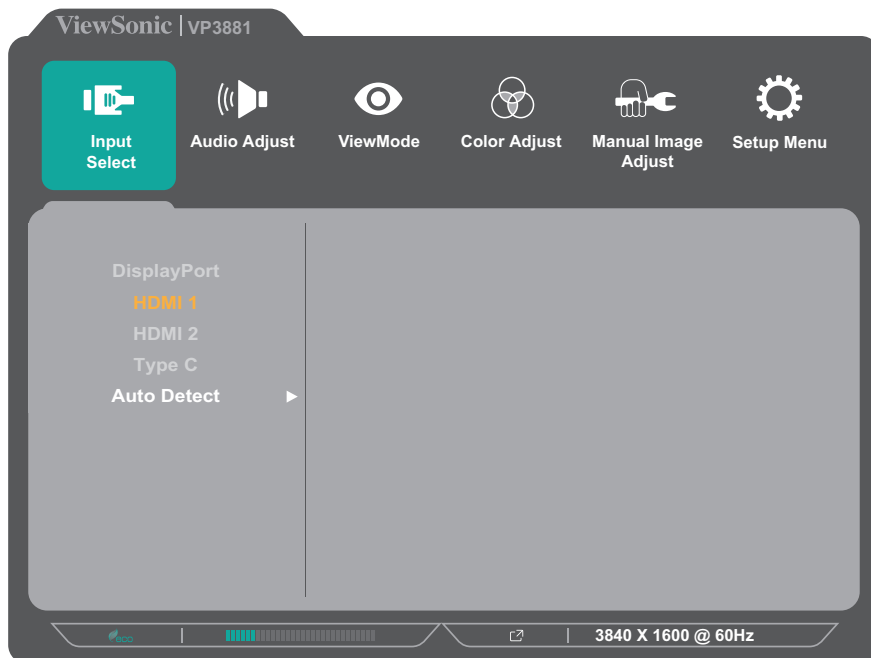 ViewSonic | VP3881
Input Select
Audio Adjust
ViewMode
Color Adjust
Manual Image Adjust
Setup Menu
DisplayPort
HDMI 1
HDMI 2
Type C
Auto Detect
eco
3840 X 1600 @ 60Hz